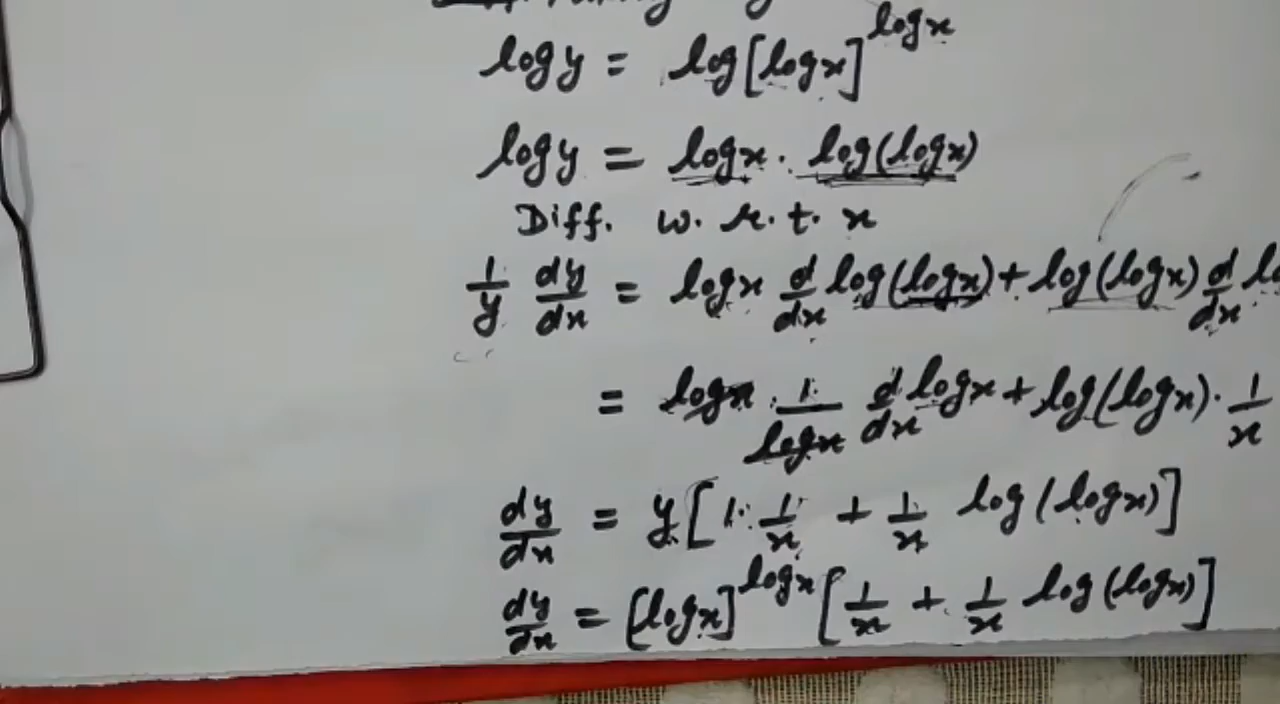 log y = log[log x]^{log x}
log y = log x · log(log x)
Diff. w. r. t. x
1/y dy/dx = log x d/dx log(log x) + log(log x) d/dx lo
= log x · 1/log x d/dx log x + log(log x) · 1/x
dy/dx = y [1 · 1/x + 1/x log(log x)]
dy/dx = [log x]^{log x} [1/x + 1/x log(log x)]